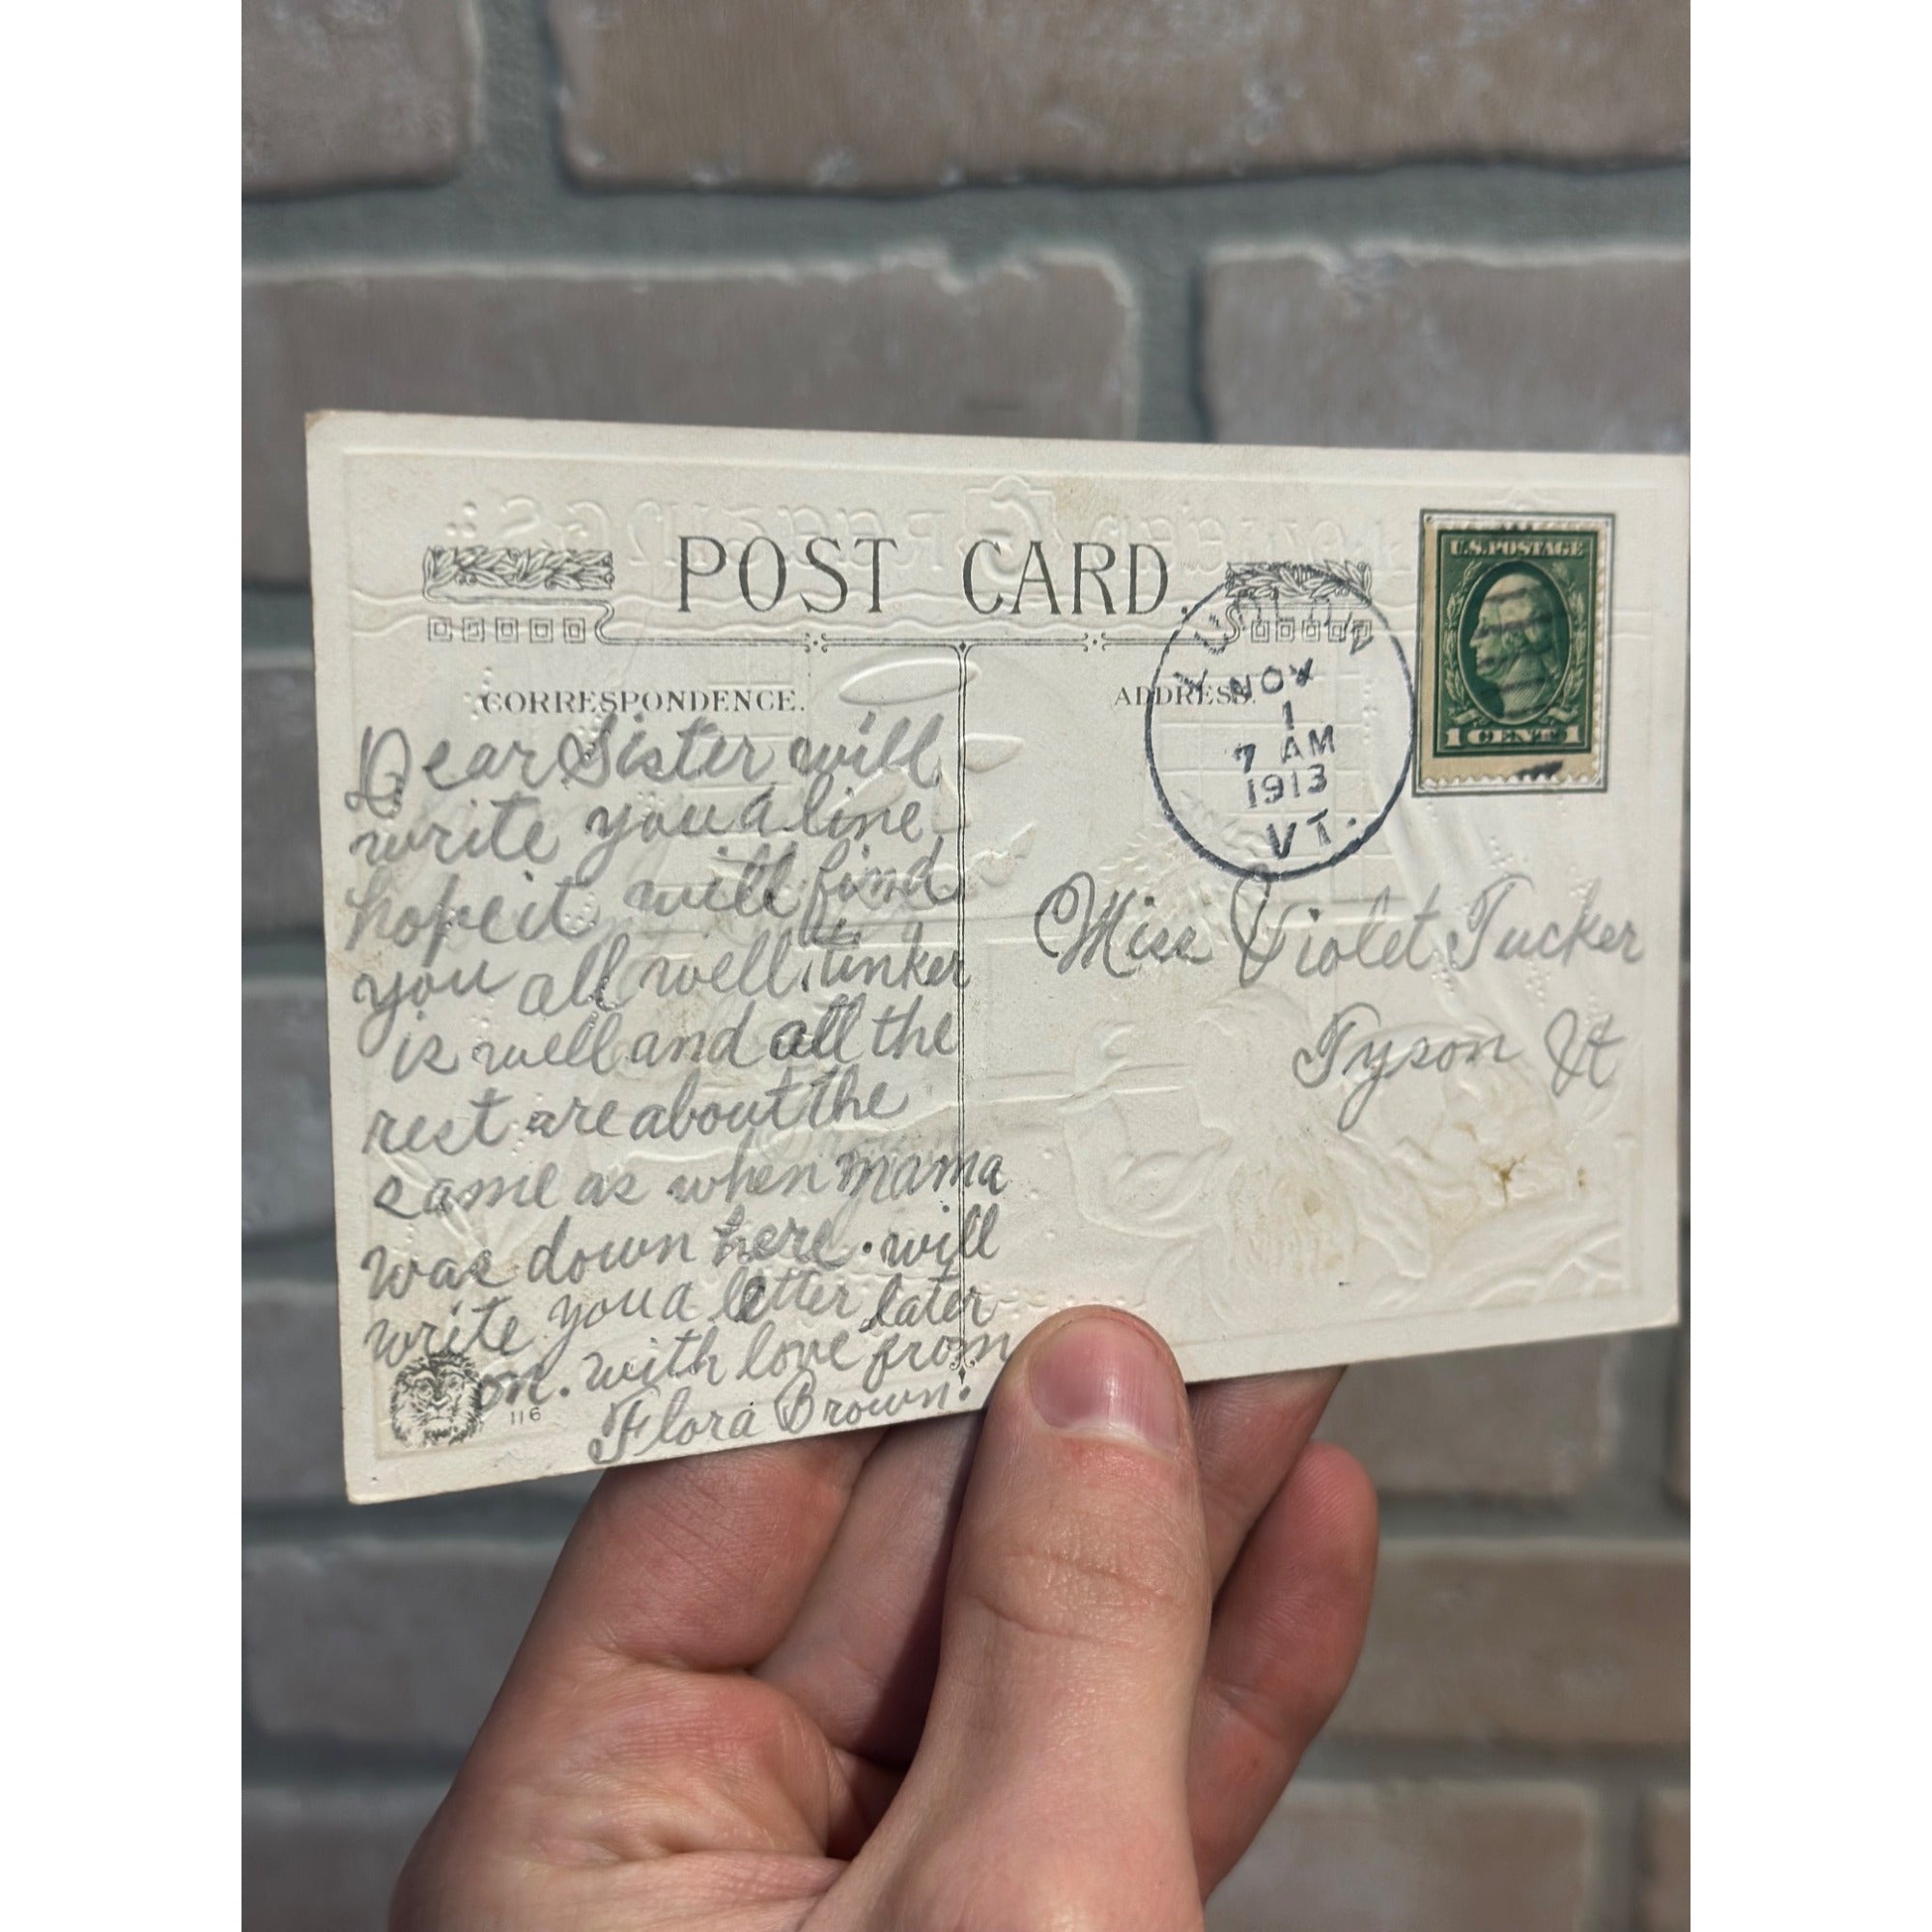 POST CARD.
CORRESPONDENCE.
ADDRESS.
U.S. POSTAGE
1 CENT 1
NOV
1
7 AM
1913
VT.
Dear Sister will
write you a line
hope it will find
you all well. tinker
is well and all the
rest are about the
same as when mama
was down here. will
write you a letter later
on. with love from
Flora Brown.
Miss Violet Tucker
Tyson Vt
116